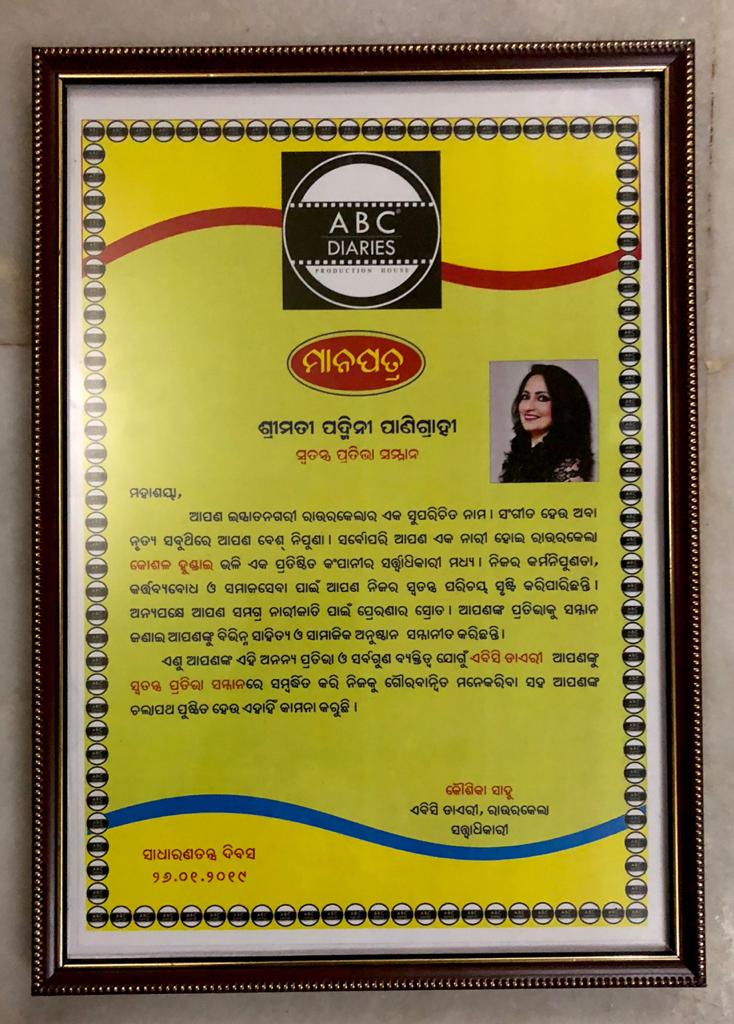 ABC
DIARIES
PRODUCTION HOUSE
ମାନପତ୍ର
ଶ୍ରୀମତୀ ପଦ୍ମିନୀ ପାଣିଗ୍ରାହୀ
ସ୍ୱତନ୍ତ୍ର ପ୍ରତିଭା ସମ୍ମାନ
ମହାଶୟା,
ଆପଣ ଇସ୍ପାତନଗରୀ ରାଉରକେଲାର ଏକ ସୁପରିଚିତ ନାମ । ସଂଗୀତ ହେଉ ଅବା
ନୃତ୍ୟ ସବୁଥିରେ ଆପଣ ବେଶ୍ ନିପୁଣା । ସର୍ବୋପରି ଆପଣ ଏକ ନାରୀ ହୋଇ ରାଉରକେଲା
କୋଶଳ ହୁଣ୍ଡାଇ ଭଳି ଏକ ପ୍ରତିଷ୍ଠିତ କଂପାନୀର ସତ୍ତ୍ୱାଧିକାରୀ ମଧ୍ୟ । ନିଜର କର୍ମନିପୁଣତା,
କର୍ତ୍ତବ୍ୟବୋଧ ଓ ସମାଜସେବା ପାଇଁ ଆପଣ ନିଜର ସ୍ୱତନ୍ତ୍ର ପରିଚୟ ସୃଷ୍ଟି କରିପାରିଛନ୍ତି ।
ଅନ୍ୟପକ୍ଷେ ଆପଣ ସମଗ୍ର ନାରୀଜାତି ପାଇଁ ପ୍ରେରଣାର ସ୍ରୋତ । ଆପଣଙ୍କ ପ୍ରତିଭାକୁ ସମ୍ମାନ
ଜଣାଇ ଆପଣଙ୍କୁ ବିଭିନ୍ନ ସାହିତ୍ୟ ଓ ସାମାଜିକ ଅନୁଷ୍ଠାନ ସମ୍ମାନୀତ କରିଛନ୍ତି ।
ଏଣୁ ଆପଣଙ୍କ ଏହି ଅନନ୍ୟ ପ୍ରତିଭା ଓ ସର୍ବଗୁଣ ବ୍ୟକ୍ତିତ୍ୱ ଯୋଗୁଁ ଏବିସି ଡାଏରୀ ଆପଣଙ୍କୁ
ସ୍ୱତନ୍ତ୍ର ପ୍ରତିଭା ସମ୍ମାନରେ ସମ୍ବର୍ଦ୍ଧିତ କରି ନିଜକୁ ଗୌରବାନ୍ୱିତ ମନେକରିବା ସହ ଆପଣଙ୍କ
ଚଲାପଥ ପୁଷ୍ପିତ ହେଉ ଏହାହିଁ କାମନା କରୁଛି ।
କୌଶିକା ସାହୁ
ଏବିସି ଡାଏରୀ, ରାଉରକେଲା
ସତ୍ତ୍ୱାଧିକାରୀ
ସାଧାରଣତନ୍ତ୍ର ଦିବସ
୨୬.୦୧.୨୦୧୯